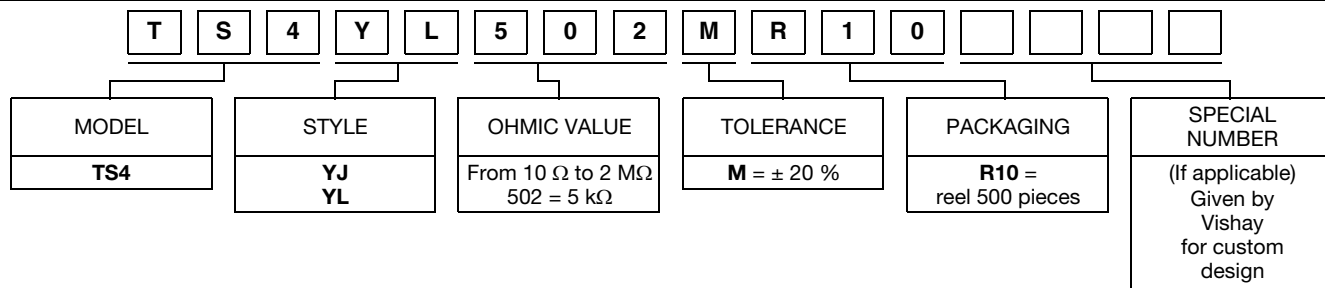 T S 4 Y L 5 0 2 M R 1 0
MODEL
TS4
STYLE
YJ
YL
OHMIC VALUE
From 10 Ω to 2 MΩ
502 = 5 kΩ
TOLERANCE
M = ± 20 %
PACKAGING
R10 =
reel 500 pieces
SPECIAL
NUMBER
(If applicable)
Given by
Vishay
for custom
design